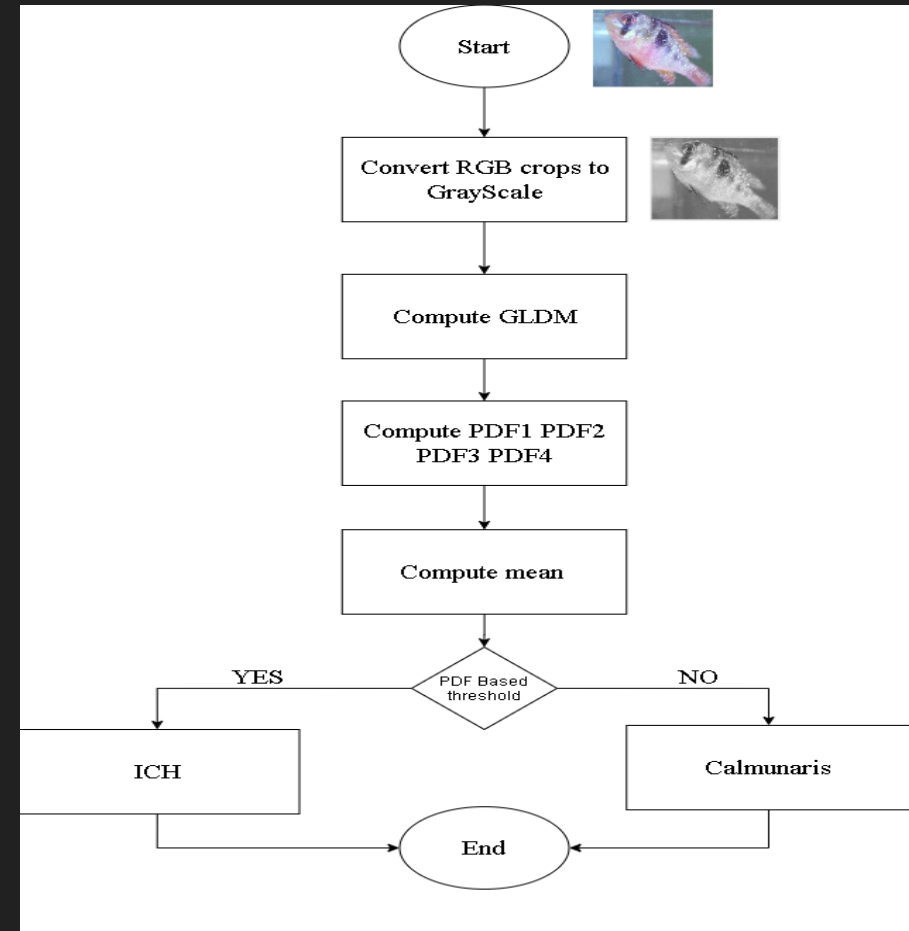 Start
Convert RGB crops to
GrayScale
Compute GLDM
Compute PDF1 PDF2
PDF3 PDF4
Compute mean
PDF Based
threshold
YES
NO
ICH
Calmunaris
End